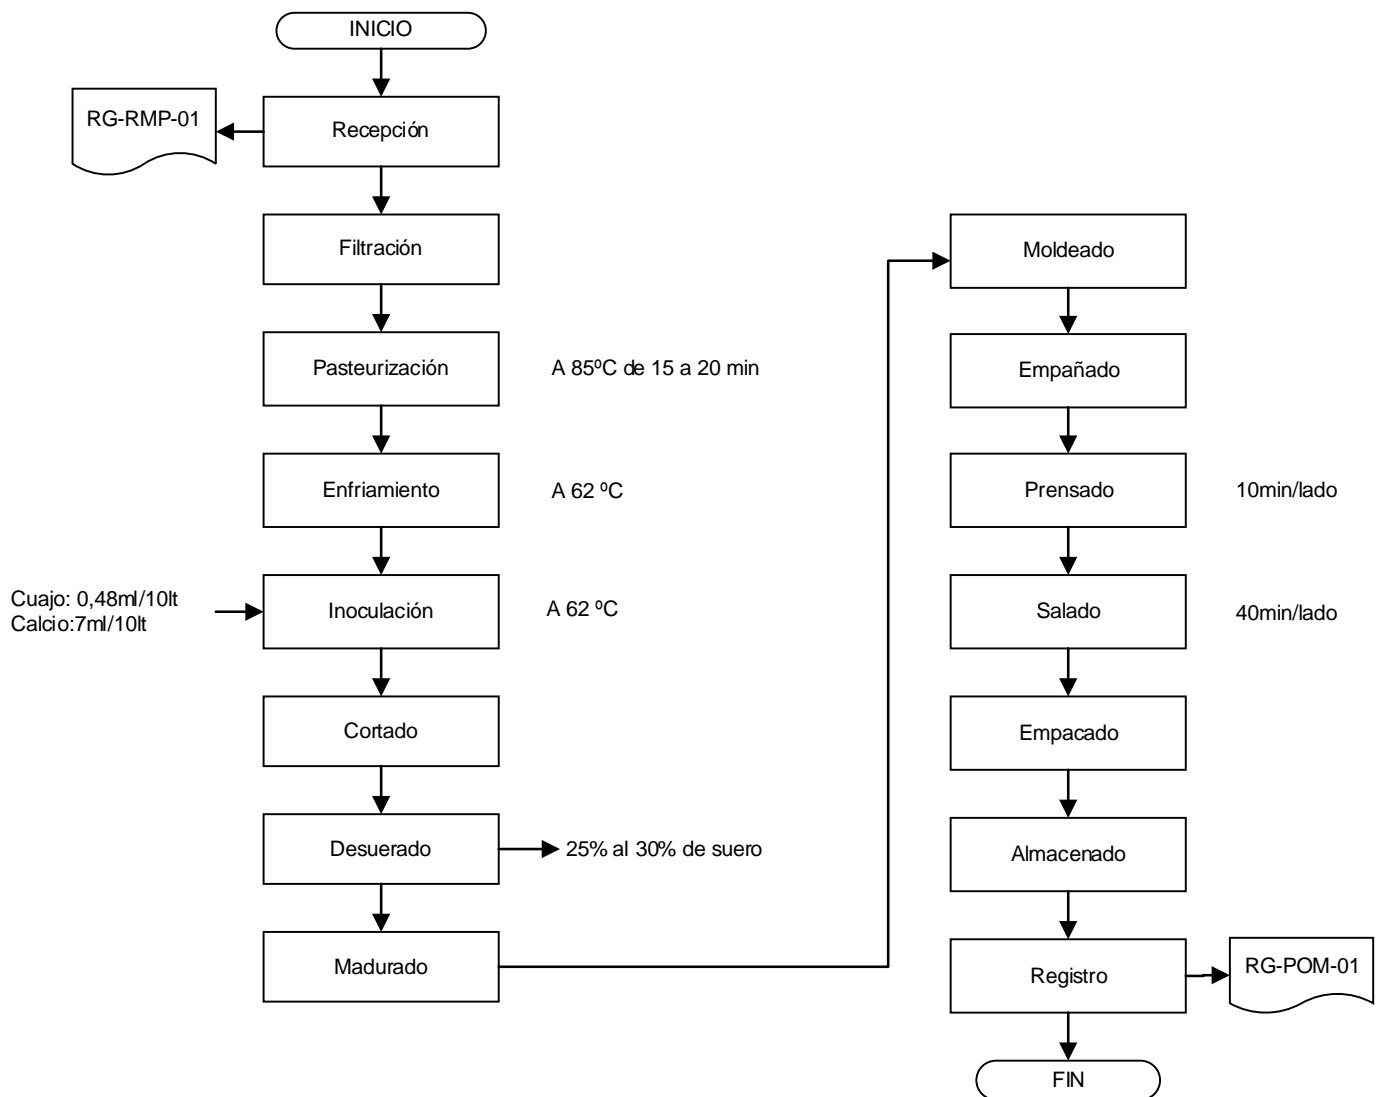 INICIO
RG-RMP-01
Recepción
Filtración
Pasteurización
A 85ºC de 15 a 20 min
Enfriamiento
A 62 ºC
Cuajo: 0,48ml/10lt
Calcio:7ml/10lt
Inoculación
A 62 ºC
Cortado
Desuerado
25% al 30% de suero
Madurado
Moldeado
Empañado
Prensado
10min/lado
Salado
40min/lado
Empacado
Almacenado
Registro
RG-POM-01
FIN